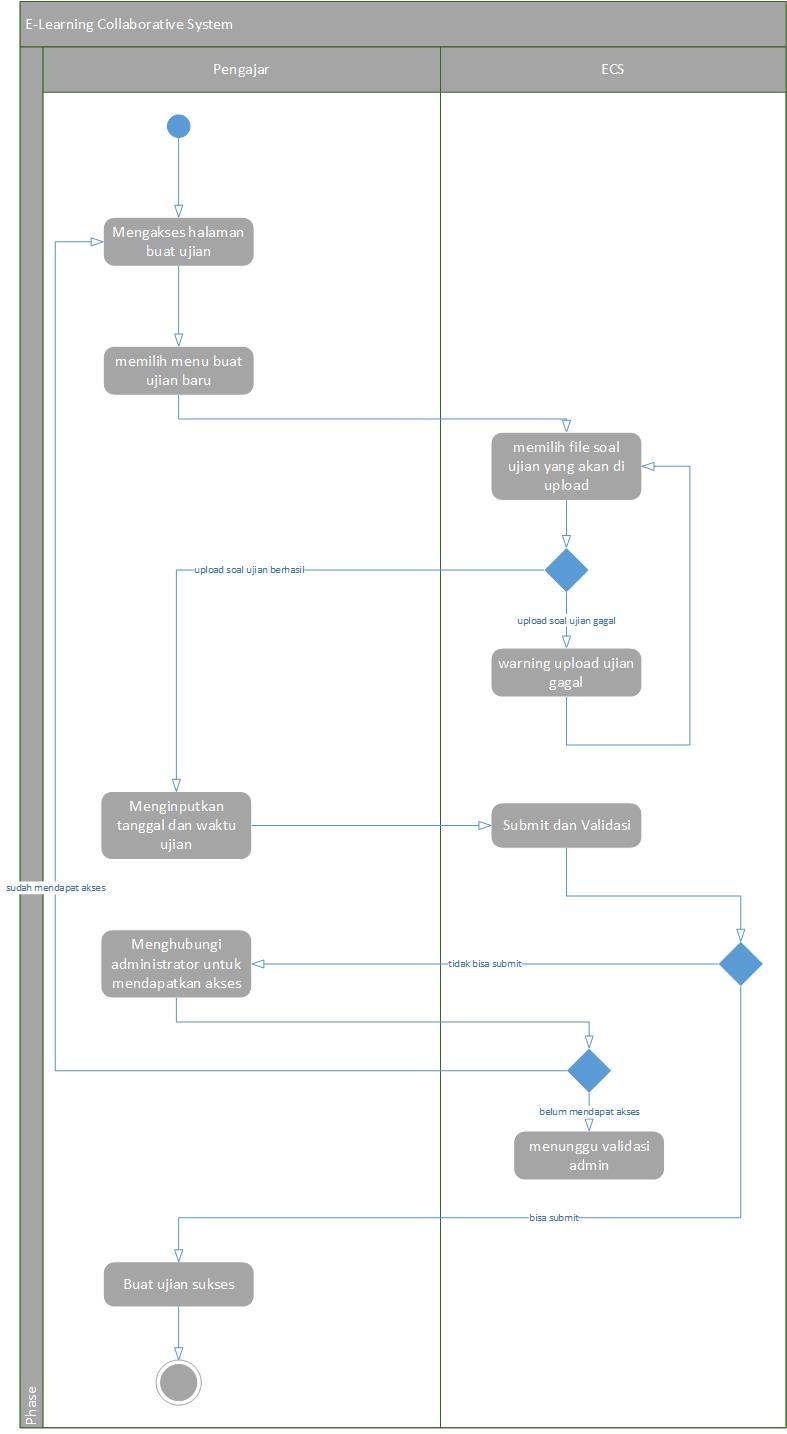 E-Learning Collaborative System
Pengajar
ECS
Mengakses halaman
buat ujian
memilih menu buat
ujian baru
memilih file soal
ujian yang akan di
upload
upload soal ujian berhasil
upload soal ujian gagal
warning upload ujian
gagal
Menginputkan
tanggal dan waktu
ujian
Submit dan Validasi
sudah mendapat akses
Menghubungi
administrator untuk
mendapatkan akses
tidak bisa submit
belum mendapat akses
menunggu validasi
admin
bisa submit
Buat ujian sukses
Phase